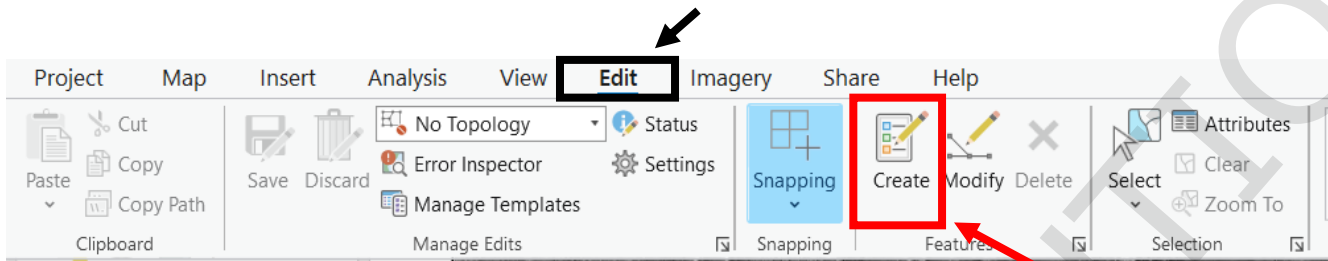 Project Map Insert Analysis View Edit Imagery Share Help
Cut No Topology Status Attributes
Copy Error Inspector Settings Clear
Paste Save Discard Snapping Create Modify Delete Select
Copy Path Manage Templates Zoom To
Clipboard Manage Edits Snapping Features Selection